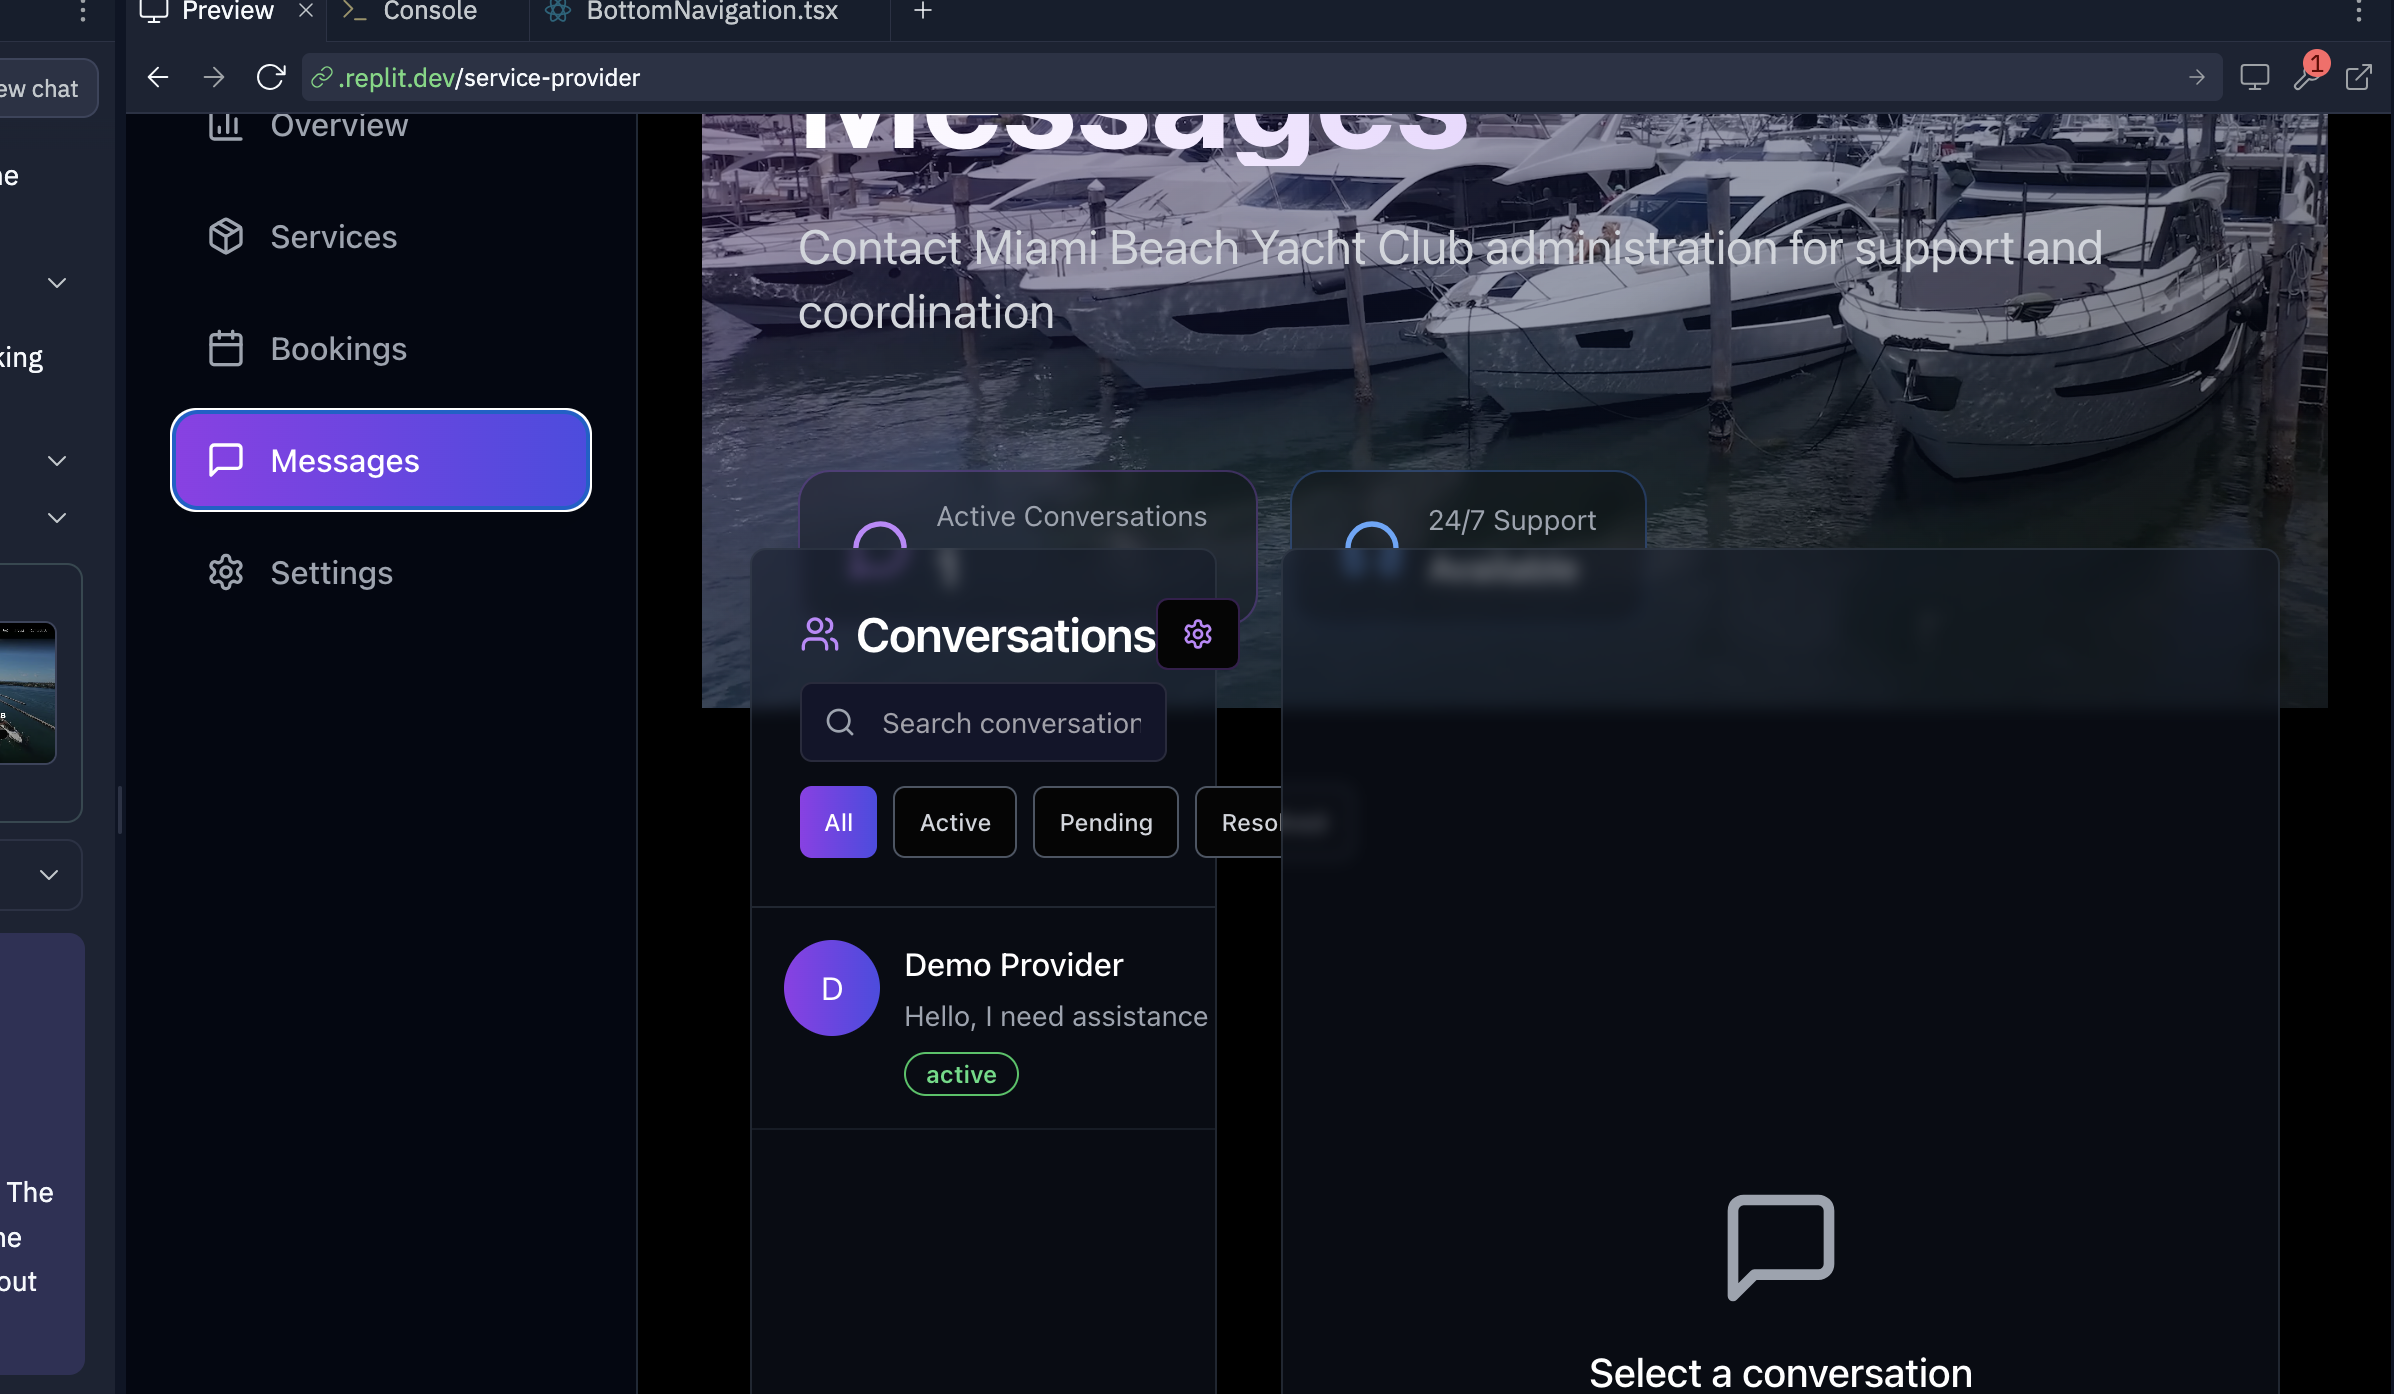 Preview
Console
BottomNavigation.tsx
ew chat
.replit.dev/service-provider
1
Overview
Services
Bookings
Messages
Settings
ne
king
The
ne
out
Messages
Contact Miami Beach Yacht Club administration for support and
coordination
Active Conversations
24/7 Support
Available
Conversations
Search conversation
All
Active
Pending
Resol
D
Demo Provider
Hello, I need assistance
active
Select a conversation